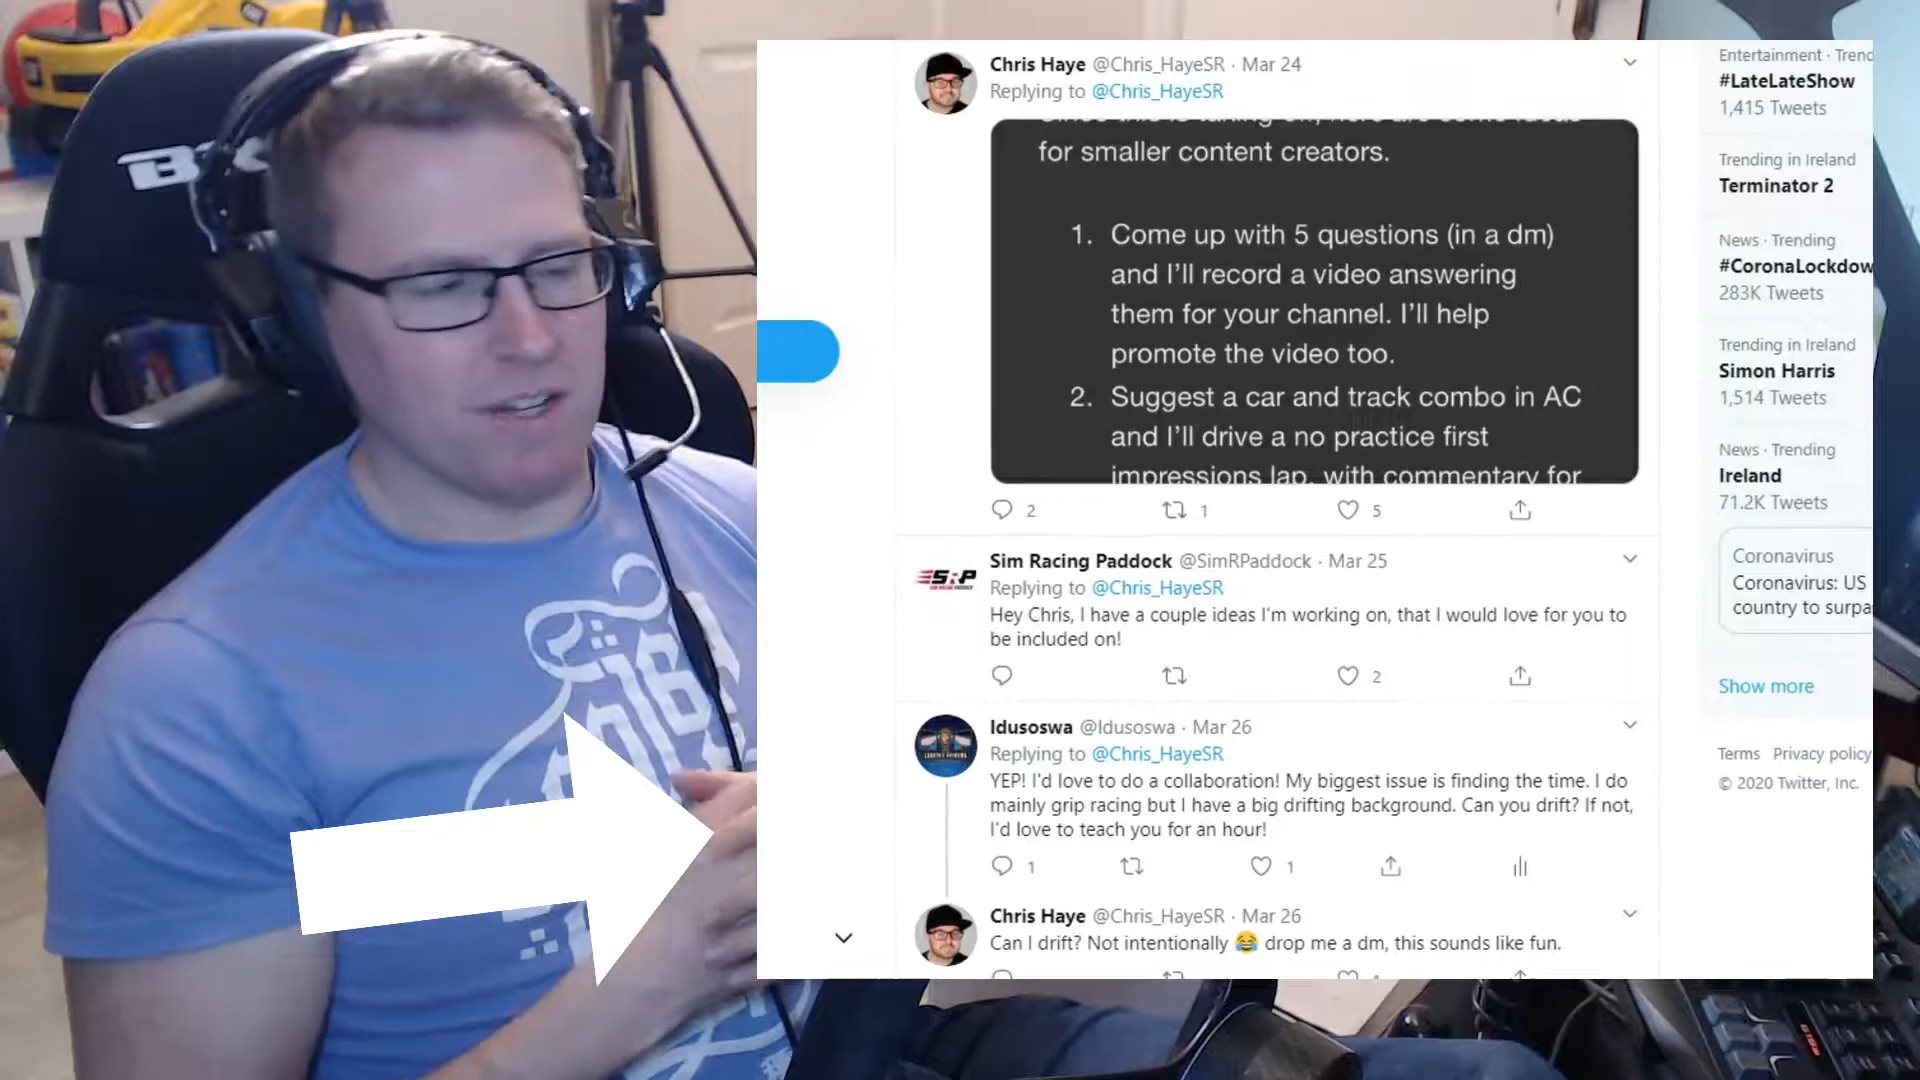 Chris Haye @Chris_HayeSR · Mar 24
Replying to @Chris_HayeSR
for smaller content creators.
1. Come up with 5 questions (in a dm)
and I'll record a video answering
them for your channel. I'll help
promote the video too.
2. Suggest a car and track combo in AC
and I'll drive a no practice first
impressions lap, with commentary for
2 1 5
Sim Racing Paddock @SimRPaddock · Mar 25
Replying to @Chris_HayeSR
Hey Chris, I have a couple ideas I'm working on, that I would love for you to
be included on!
2
Idusoswa @Idusoswa · Mar 26
Replying to @Chris_HayeSR
YEP! I'd love to do a collaboration! My biggest issue is finding the time. I do
mainly grip racing but I have a big drifting background. Can you drift? If not,
I'd love to teach you for an hour!
1 1
Chris Haye @Chris_HayeSR · Mar 26
Can I drift? Not intentionally 😂 drop me a dm, this sounds like fun.
Entertainment · Trend
#LateLateShow
1,415 Tweets
Trending in Ireland
Terminator 2
News · Trending
#CoronaLockdow
283K Tweets
Trending in Ireland
Simon Harris
1,514 Tweets
News · Trending
Ireland
71.2K Tweets
Coronavirus
Coronavirus: US
country to surpa
Show more
Terms Privacy policy
© 2020 Twitter, Inc.